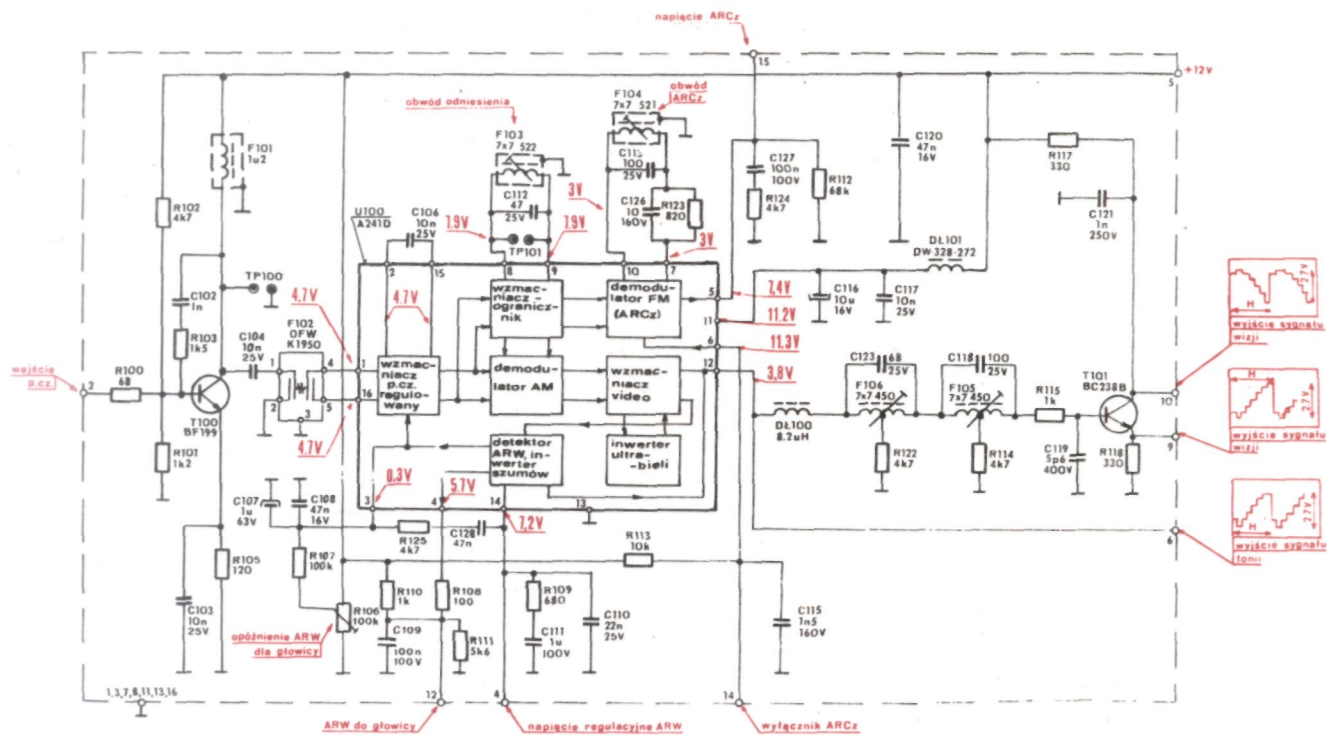 napięcie ARCz
15
+12V
5
obwód odniesienia
obwód ARCz
F104
7x7 521
F103
7x7 522
F101
1u2
C113
100
25V
C112
47
25V
C126
10
160V
R123
820
C127
100n
100V
R124
4k7
R112
68k
C120
47n
16V
R117
330
C121
1n
250V
R102
4k7
U100
A241D
C106
10n
25V
7.9V
TP101
7.9V
3V
3V
DŁ101
DW-328-272
C116
10u
16V
C117
10n
25V
2
15
8
9
10
7
TP100
C102
1n
R103
1k5
C104
10n
25V
F102
OFW
K1950
4.7V
4.7V
4.7V
wzmacniacz-ogranicznik
demodulator FM (ARCz)
5
7,4V
11
11.2V
6
11.3V
12
3,8V
wejście p.cz.
2
R100
68
1
4
2
5
3
1
16
wzmacniacz p.cz. regulowany
demodulator AM
wzmacniacz video
T100
BF199
R101
1k2
detektor ARW, inwerter szumów
inwerter ultrabieli
DŁ100
8.2uH
C123
68
25V
F106
7x7 450
R122
4k7
C118
100
25V
F105
7x7 450
R114
4k7
R115
1k
C119
5p6
400V
T101
BC238B
R118
330
10
9
6
H
2.7V
wyjście sygnału wizji
H
2.7V
wyjście sygnału wizji
H
2.7V
wyjście sygnału fonii
0.3V
5.7V
7,2V
3
4
14
13
C107
1u
63V
C108
47n
16V
R125
4k7
C128
47n
R113
10k
R105
120
R107
100k
R106
100k
R110
1k
R108
100
R109
680
C110
22n
25V
C103
10n
25V
C109
100n
100V
R111
5k6
C111
1u
100V
C115
1n5
160V
opóźnienie ARW
dla głowicy
1,3,7,8,11,13,16
12
4
14
ARW do głowicy
napięcie regulacyjne ARW
wyłącznik ARCz